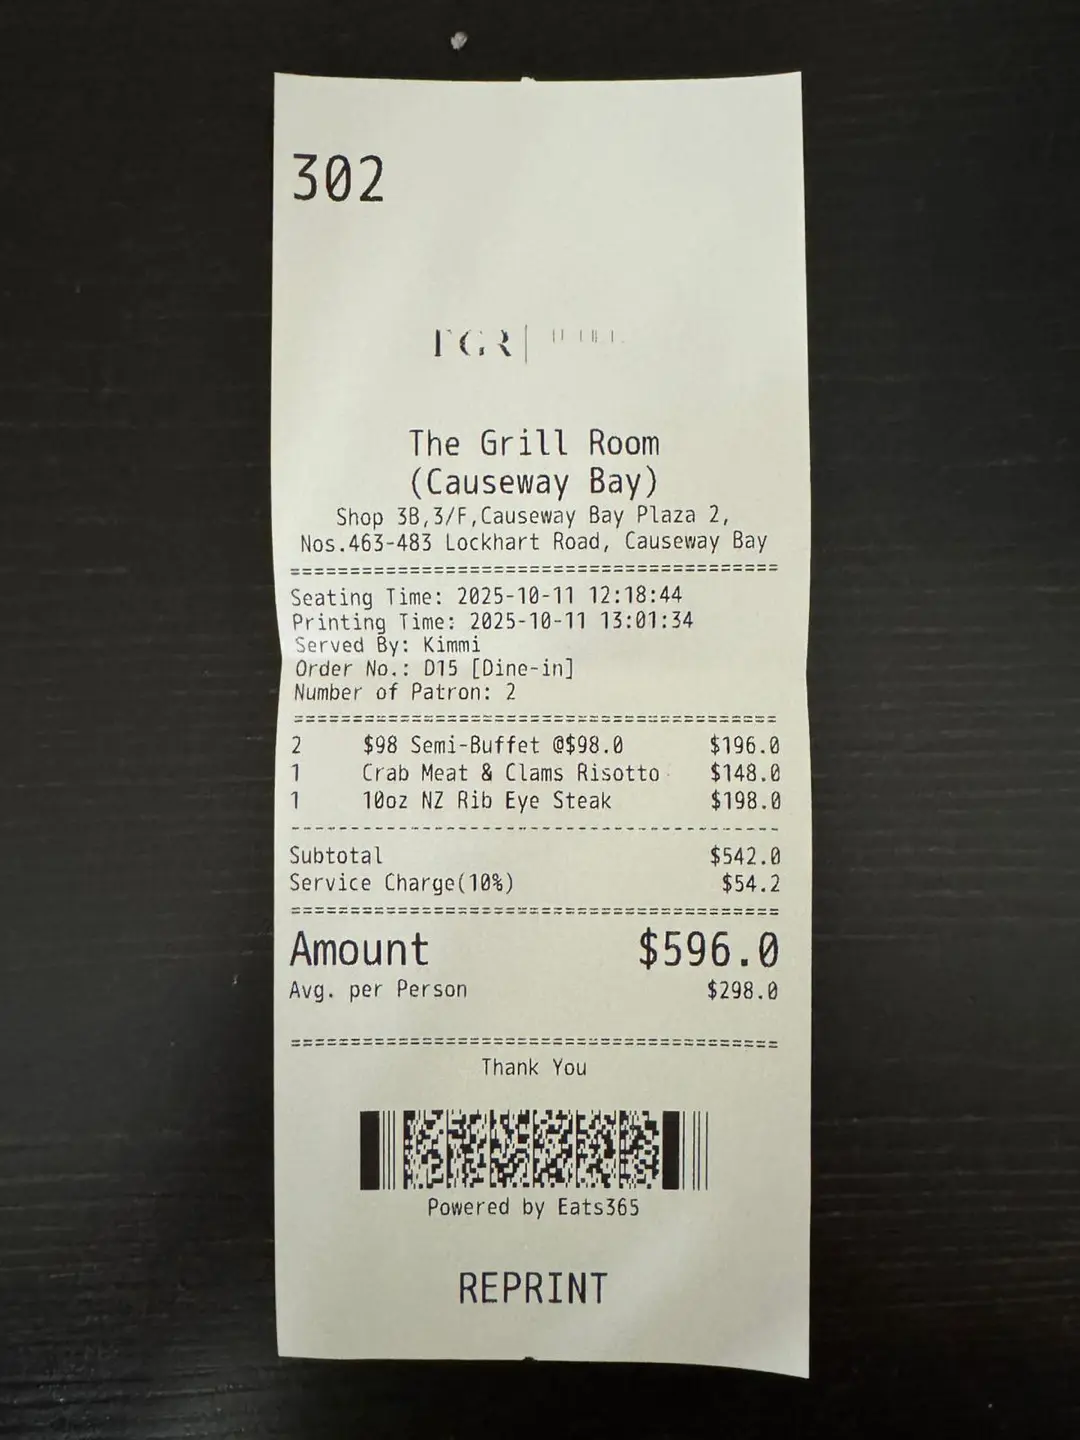 302
The Grill Room
(Causeway Bay)
Shop 3B,3/F,Causeway Bay Plaza 2,
Nos.463-483 Lockhart Road, Causeway Bay
=========================================
Seating Time: 2025-10-11 12:18:44
Printing Time: 2025-10-11 13:01:34
Served By: Kimmi
Order No.: D15 [Dine-in]
Number of Patron: 2
=========================================
2 $98 Semi-Buffet @$98.0 $196.0
1 Crab Meat & Clams Risotto $148.0
1 10oz NZ Rib Eye Steak $198.0
-----------------------------------------
Subtotal $542.0
Service Charge(10%) $54.2
=========================================
Amount $596.0
Avg. per Person $298.0
=========================================
Thank You
Powered by Eats365
REPRINT